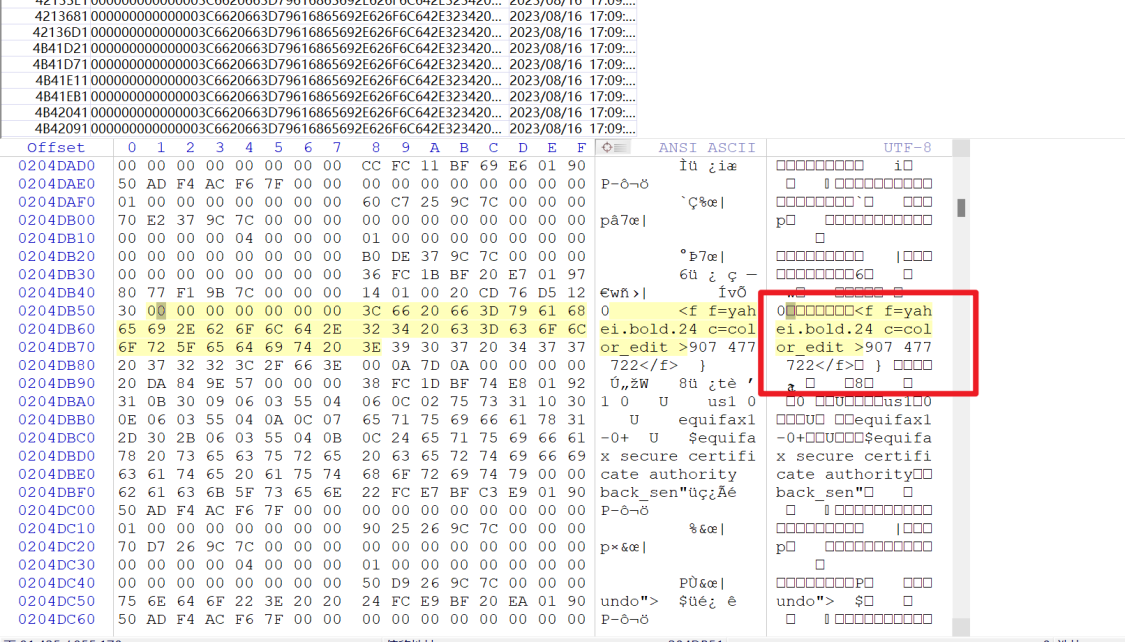 42136811000000000000003C6620663D79616865692E626F6C642E323420... 2023/08/16 17:09:...
42136D1000000000000003C6620663D79616865692E626F6C642E323420... 2023/08/16 17:09:...
4B41D21000000000000003C6620663D79616865692E626F6C642E323420... 2023/08/16 17:09:...
4B41D71000000000000003C6620663D79616865692E626F6C642E323420... 2023/08/16 17:09:...
4B41E11000000000000003C6620663D79616865692E626F6C642E323420... 2023/08/16 17:09:...
4B41EB1000000000000003C6620663D79616865692E626F6C642E323420... 2023/08/16 17:09:...
4B42041000000000000003C6620663D79616865692E626F6C642E323420... 2023/08/16 17:09:...
4B42091000000000000003C6620663D79616865692E626F6C642E323420... 2023/08/16 17:09:...
Offset 0 1 2 3 4 5 6 7 8 9 A B C D E F ANSI ASCII UTF-8
0204DAD0 00 00 00 00 00 00 00 00 CC FC 11 BF 69 E6 01 90 Ìü ¿iæ i
0204DAE0 50 AD F4 AC F6 7F 00 00 00 00 00 00 00 00 00 00 P-ô¬ö
0204DAF0 01 00 00 00 00 00 00 00 60 C7 25 9C 7C 00 00 00 `Ç%œ| `
0204DB00 70 E2 37 9C 7C 00 00 00 00 00 00 00 00 00 00 00 pâ7œ| p
0204DB10 00 00 00 00 04 00 00 00 01 00 00 00 00 00 00 00
0204DB20 00 00 00 00 00 00 00 00 B0 DE 37 9C 7C 00 00 00 °Þ7œ| |
0204DB30 00 00 00 00 00 00 00 00 36 FC 1B BF 20 E7 01 97 6ü ¿ ç — 6
0204DB40 80 77 F1 9B 7C 00 00 00 14 01 00 20 CD 76 D5 12 €wñ›| ÍvÕ w
0204DB50 30 00 00 00 00 00 00 00 3C 66 20 66 3D 79 61 68 0 <f f=yah 0<f f=yah
0204DB60 65 69 2E 62 6F 6C 64 2E 32 34 20 63 3D 63 6F 6C ei.bold.24 c=col ei.bold.24 c=col
0204DB70 6F 72 5F 65 64 69 74 20 3E 39 30 37 20 34 37 37 or_edit >907 477 or_edit >907 477
0204DB80 20 37 32 32 3C 2F 66 3E 00 0A 7D 0A 00 00 00 00 722</f> } 722</f> }
0204DB90 20 DA 84 9E 57 00 00 00 38 FC 1D BF 74 E8 01 92 Ú„žW 8ü ¿tè ’ 8
0204DBA0 31 0B 30 09 06 03 55 04 06 0C 02 75 73 31 10 30 1 0 U us1 0 0 U us10
0204DBB0 0E 06 03 55 04 0A 0C 07 65 71 75 69 66 61 78 31 U equifax1 U equifax1
0204DBC0 2D 30 2B 06 03 55 04 0B 0C 24 65 71 75 69 66 61 -0+ U $equifa -0+U$equifa
0204DBD0 78 20 73 65 63 75 72 65 20 63 65 72 74 69 66 69 x secure certifi x secure certifi
0204DBE0 63 61 74 65 20 61 75 74 68 6F 72 69 74 79 00 00 cate authority cate authority
0204DBF0 62 61 63 6B 5F 73 65 6E 22 FC E7 BF C3 E9 01 90 back_sen"üç¿Ãé back_sen"
0204DC00 50 AD F4 AC F6 7F 00 00 00 00 00 00 00 00 00 00 P-ô¬ö
0204DC10 01 00 00 00 00 00 00 00 90 25 26 9C 7C 00 00 00 %&œ| |
0204DC20 70 D7 26 9C 7C 00 00 00 00 00 00 00 00 00 00 00 p×&œ| p
0204DC30 00 00 00 00 04 00 00 00 01 00 00 00 00 00 00 00
0204DC40 00 00 00 00 00 00 00 00 50 D9 26 9C 7C 00 00 00 PÙ&œ| P
0204DC50 75 6E 64 6F 22 3E 20 20 24 FC E9 BF 20 EA 01 90 undo"> $üé¿ ê undo"> $
0204DC60 50 AD F4 AC F6 7F 00 00 00 00 00 00 00 00 00 00 P-ô¬ö